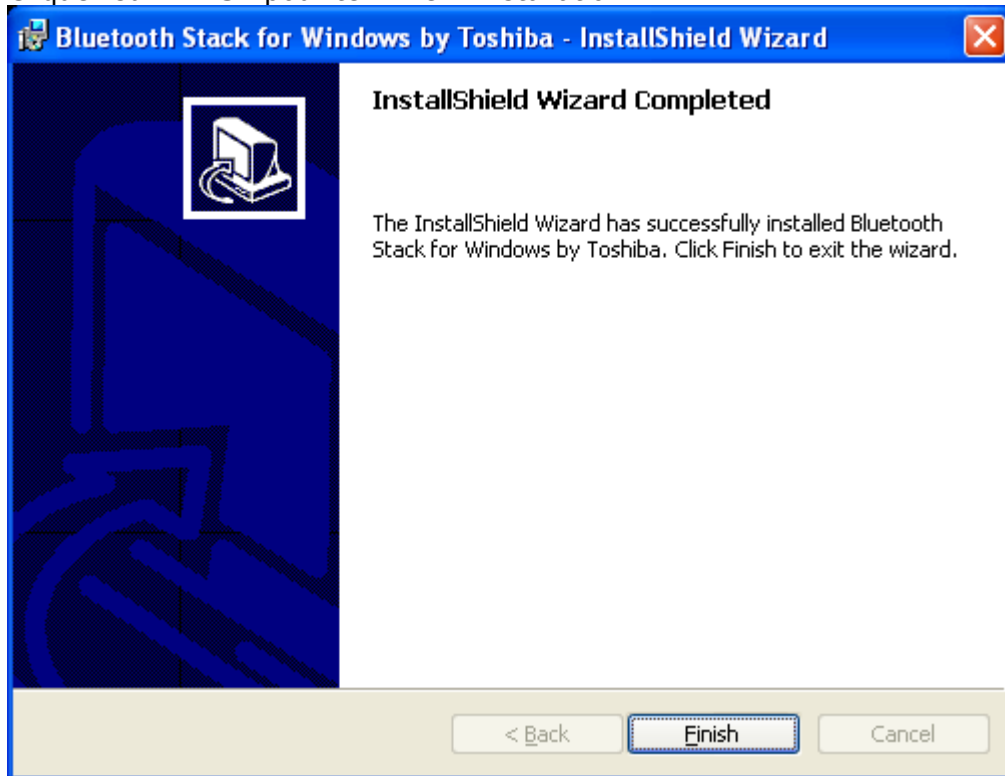 Bluetooth Stack for Windows by Toshiba - InstallShield Wizard
InstallShield Wizard Completed
The InstallShield Wizard has successfully installed Bluetooth
Stack for Windows by Toshiba. Click Finish to exit the wizard.
< Back
Finish
Cancel